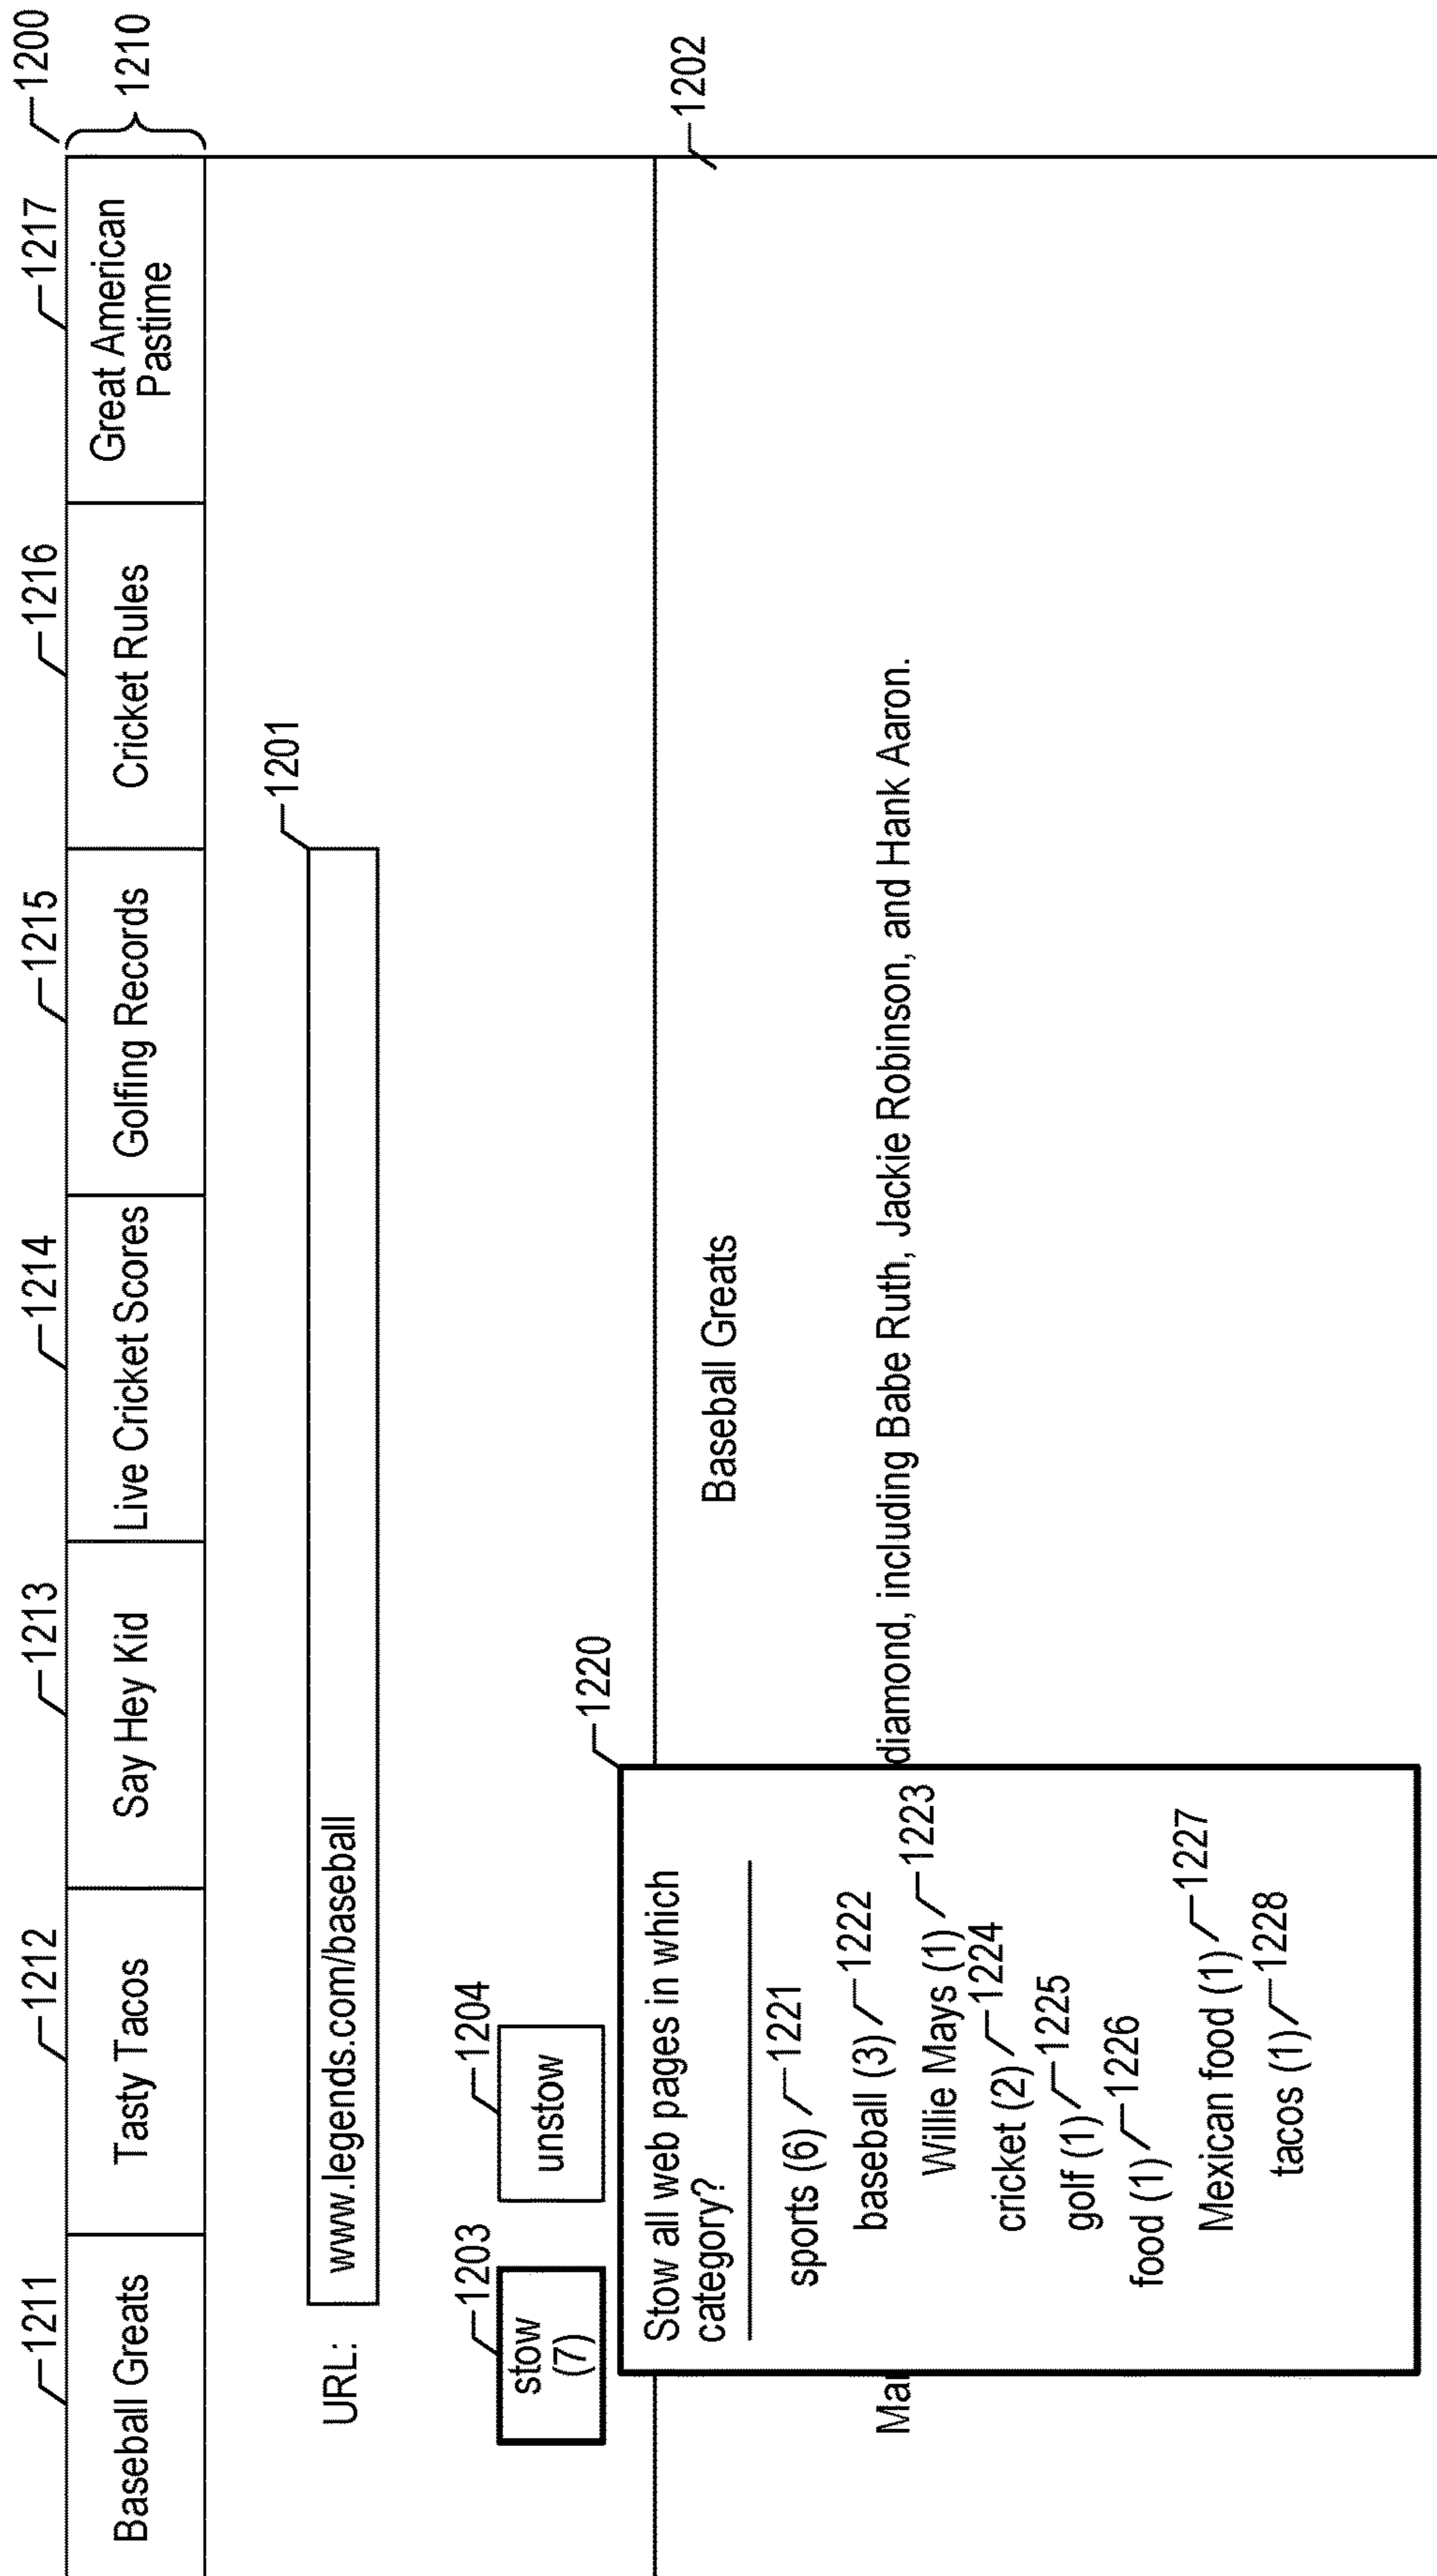 1200
1210
1211
1212
1213
1214
1215
1216
1217
Baseball Greats
Tasty Tacos
Say Hey Kid
Live Cricket Scores
Golfing Records
Cricket Rules
Great American
Pastime
1201
URL:
www.legends.com/baseball
1203
stow
(7)
1204
unstow
1220
1202
Stow all web pages in which
category?
sports (6) 1221
baseball (3) 1222
Willie Mays (1) 1223
cricket (2) 1224
golf (1) 1225
food (1) 1226
Mexican food (1) 1227
tacos (1) 1228
Baseball Greats
Mar diamond, including Babe Ruth, Jackie Robinson, and Hank Aaron.